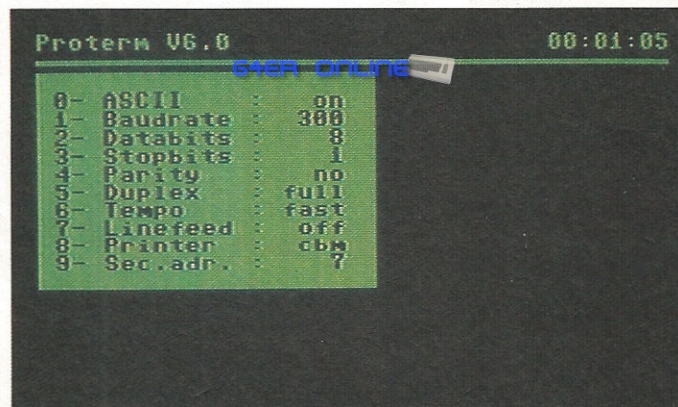 Proterm V6.0 00:01:05
64ER ONLINE
0- ASCII : on
1- Baudrate : 300
2- Databits : 8
3- Stopbits : 1
4- Parity : no
5- Duplex : full
6- Tempo : fast
7- Linefeed : off
8- Printer : cbm
9- Sec.adr. : 7